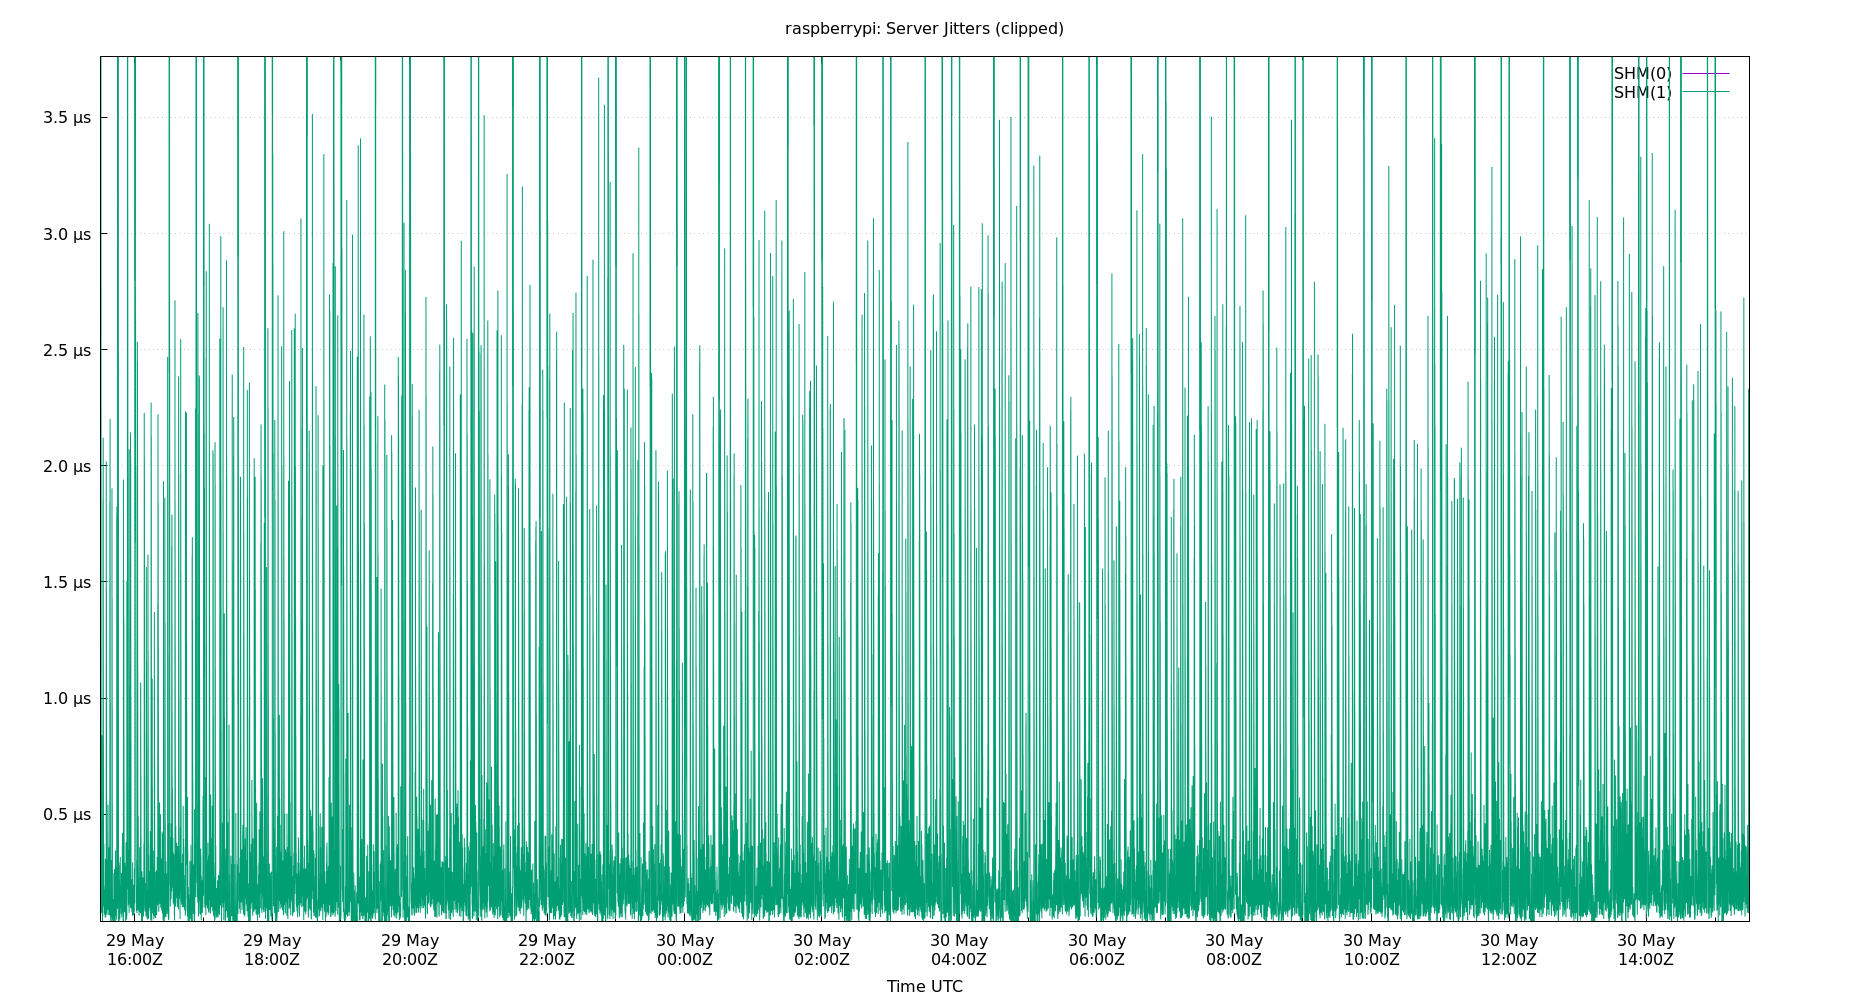 raspberrypi: Server Jitters (clipped)
SHM(0)
SHM(1)
3.5 µs
3.0 µs
2.5 µs
2.0 µs
1.5 µs
1.0 µs
0.5 µs
29 May 29 May 29 May 29 May 30 May 30 May 30 May 30 May 30 May 30 May 30 May 30 May
16:00Z 18:00Z 20:00Z 22:00Z 00:00Z 02:00Z 04:00Z 06:00Z 08:00Z 10:00Z 12:00Z 14:00Z
Time UTC